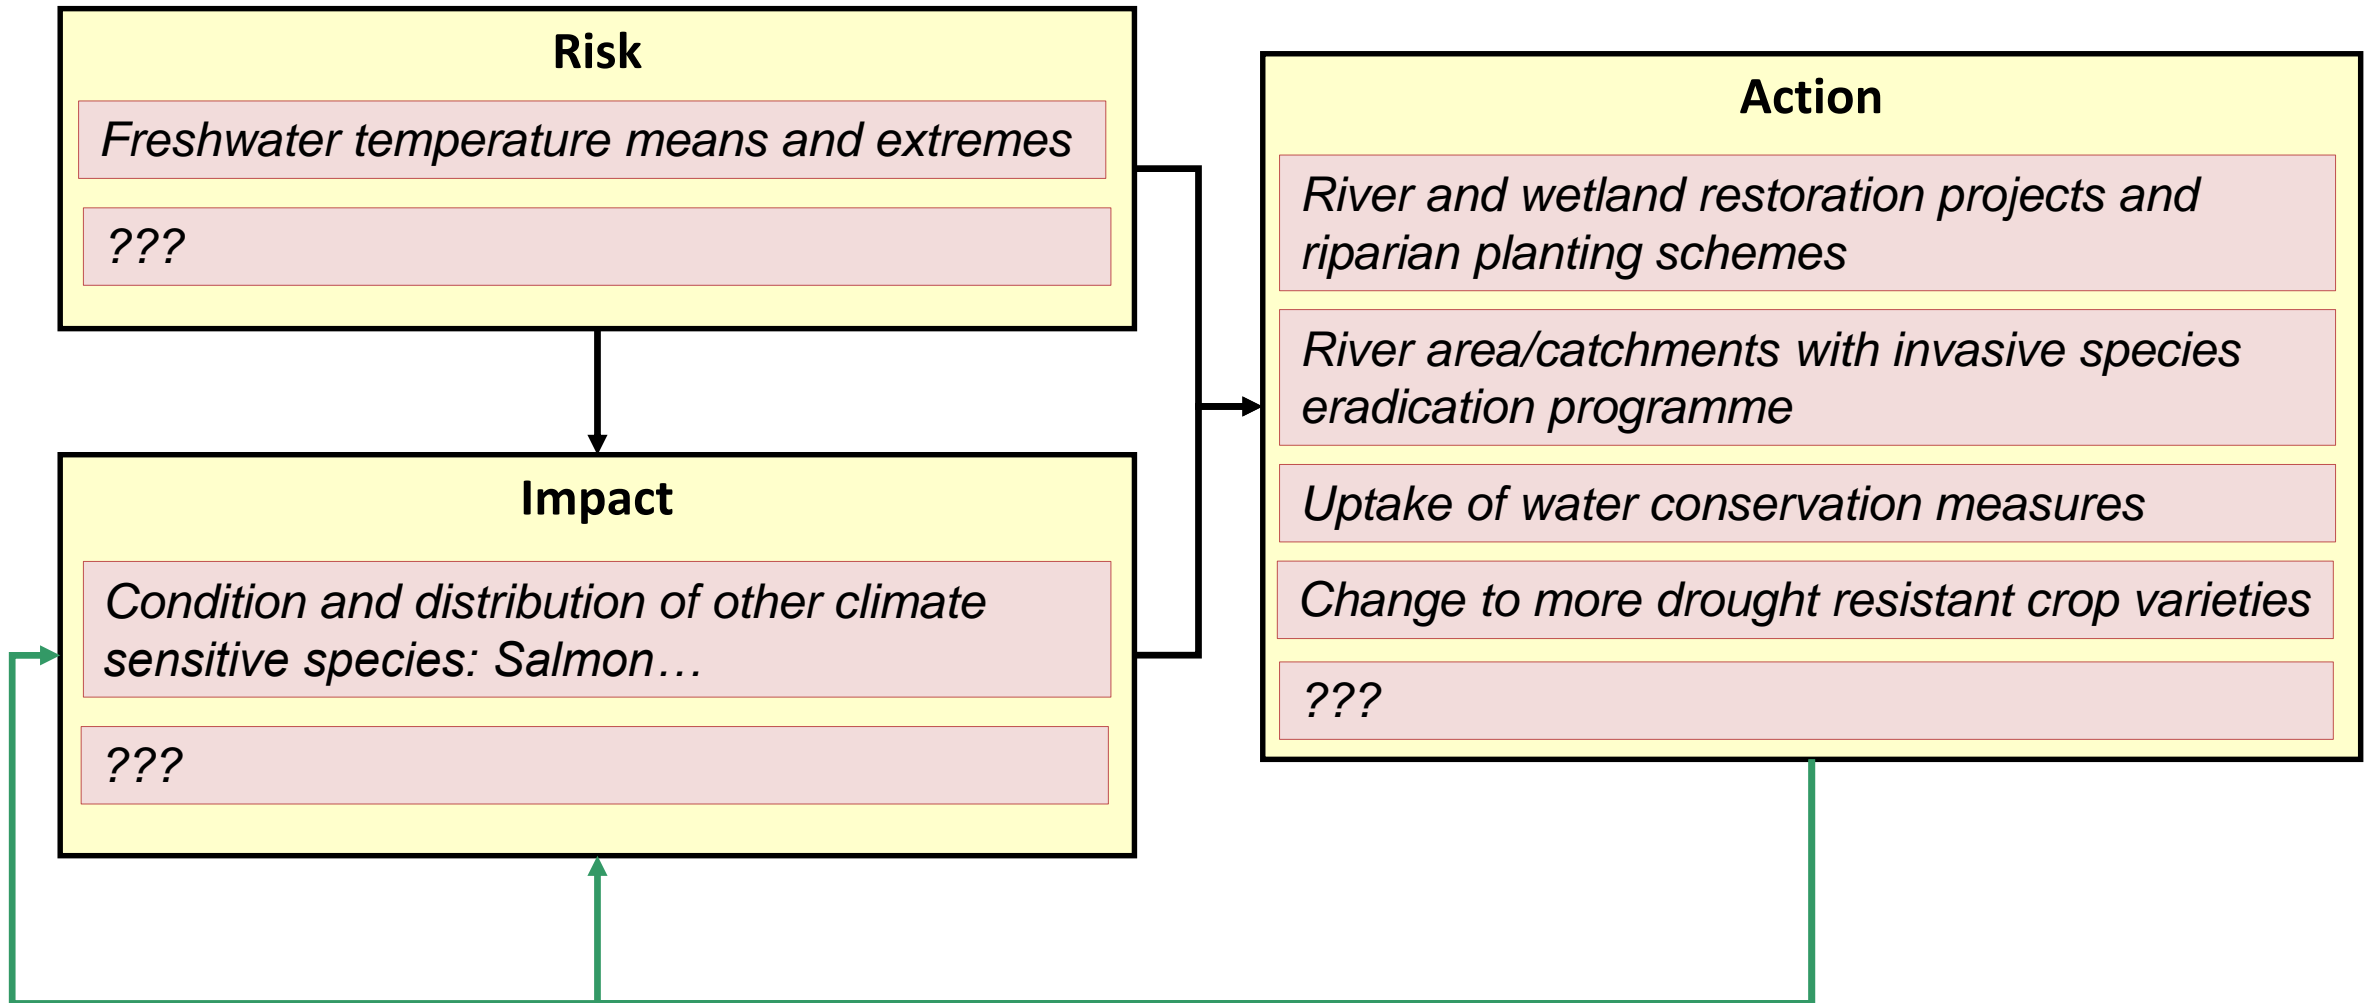 Risk
Freshwater temperature means and extremes
???
Impact
Condition and distribution of other climate
sensitive species: Salmon…
???
Action
River and wetland restoration projects and
riparian planting schemes
River area/catchments with invasive species
eradication programme
Uptake of water conservation measures
Change to more drought resistant crop varieties
???